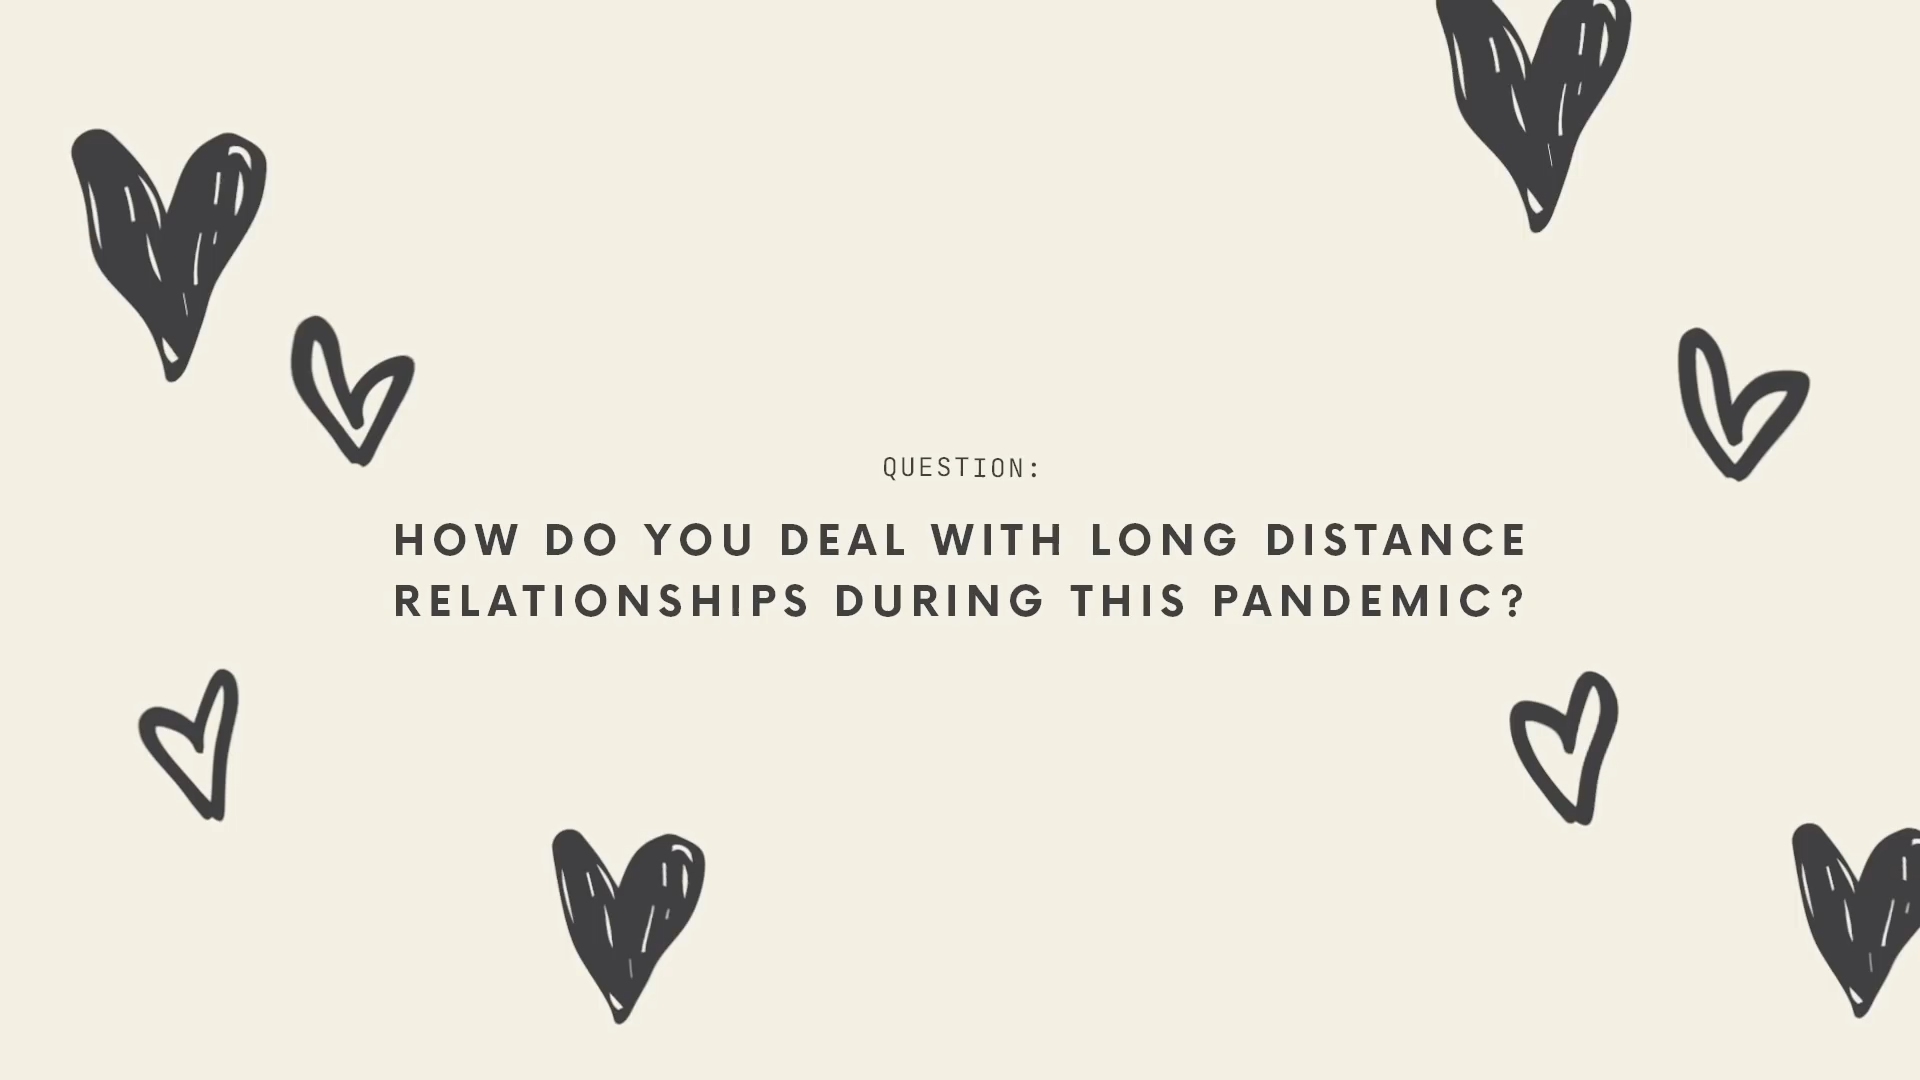 QUESTION:
HOW DO YOU DEAL WITH LONG DISTANCE
RELATIONSHIPS DURING THIS PANDEMIC?